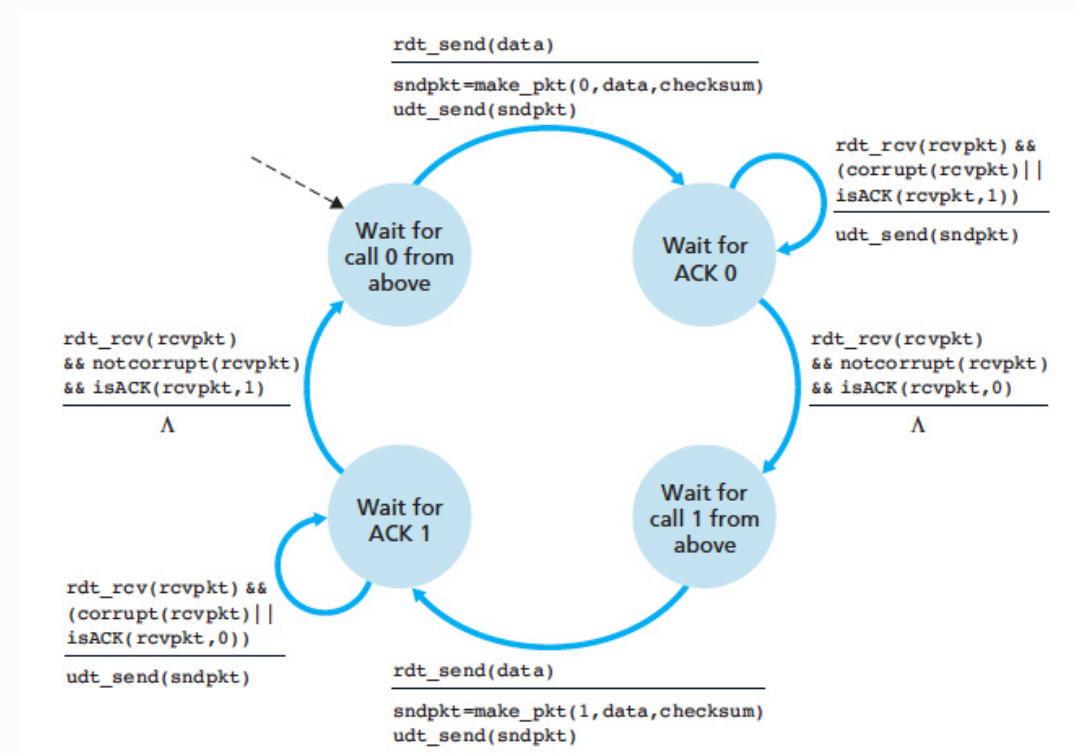 rdt_send(data)
sndpkt=make_pkt(0,data,checksum)
udt_send(sndpkt)
rdt_rcv(rcvpkt) &&
(corrupt(rcvpkt)||
isACK(rcvpkt,1))
udt_send(sndpkt)
Wait for
call 0 from
above
Wait for
ACK 0
rdt_rcv(rcvpkt)
&& notcorrupt(rcvpkt)
&& isACK(rcvpkt,1)
Λ
rdt_rcv(rcvpkt)
&& notcorrupt(rcvpkt)
&& isACK(rcvpkt,0)
Λ
Wait for
ACK 1
Wait for
call 1 from
above
rdt_rcv(rcvpkt) &&
(corrupt(rcvpkt)||
isACK(rcvpkt,0))
udt_send(sndpkt)
rdt_send(data)
sndpkt=make_pkt(1,data,checksum)
udt_send(sndpkt)